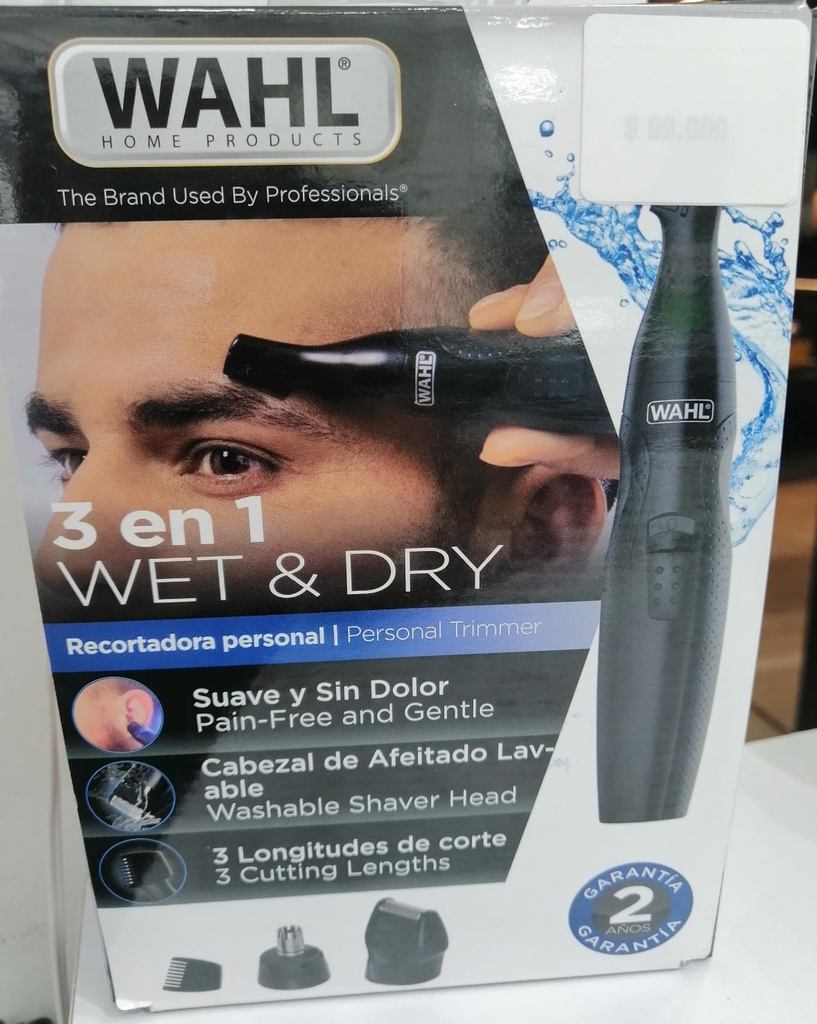 WAHL®
HOME PRODUCTS
The Brand Used By Professionals®
$ 99.000
WAHL
WAHL®
3 en 1
WET & DRY
Recortadora personal | Personal Trimmer
Suave y Sin Dolor
Pain-Free and Gentle
Cabezal de Afeitado Lav-
able
Washable Shaver Head
3 Longitudes de corte
3 Cutting Lengths
GARANTÍA
2
AÑOS
GARANTÍA